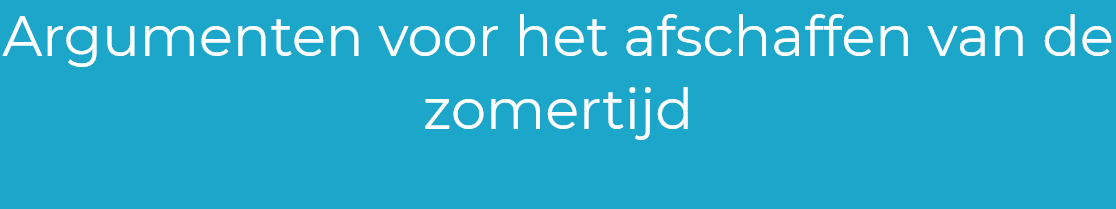 Argumenten voor het afschaffen van de
zomertijd